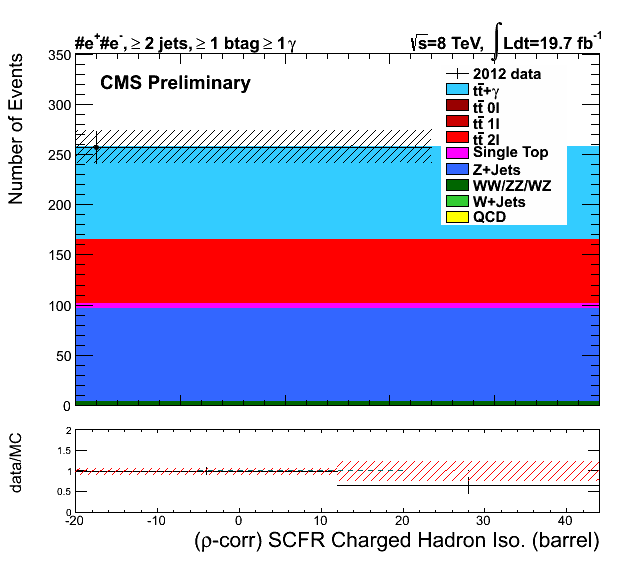 #e⁺#e⁻, ≥ 2 jets, ≥ 1 btag ≥ 1 γ
√s=8 TeV, ∫ Ldt=19.7 fb⁻¹
CMS Preliminary
2012 data
tt̄+γ
tt̄ 0l
tt̄ 1l
tt̄ 2l
Single Top
Z+Jets
WW/ZZ/WZ
W+Jets
QCD
Number of Events
350
300
250
200
150
100
50
0
data/MC
2
1.5
1
0.5
0
-20 -10 0 10 20 30 40
(ρ-corr) SCFR Charged Hadron Iso. (barrel)